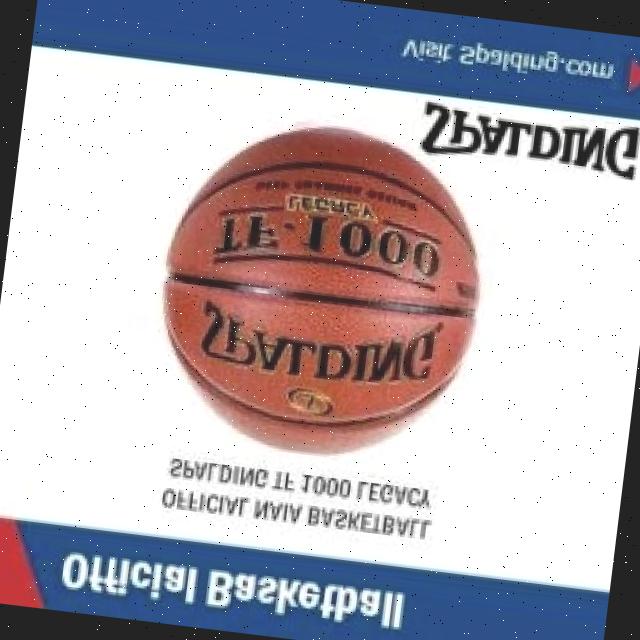 Official Basketball
OFFICIAL NAIA BASKETBALL
SPALDING TF 1000 LEGACY
SPALDING
TF-1000
LEGACY
SPALDING
Visit Spalding.com